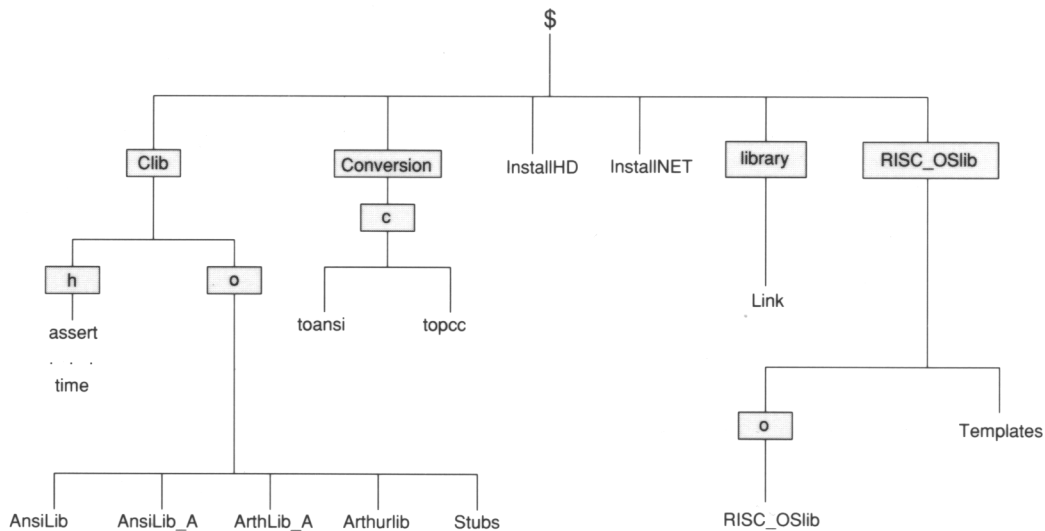 $
Clib
Conversion
InstallHD
InstallNET
library
RISC_OSlib
c
h
o
toansi
topcc
Link
assert
. . .
time
o
Templates
AnsiLib
AnsiLib_A
ArthLib_A
Arthurlib
Stubs
RISC_OSlib